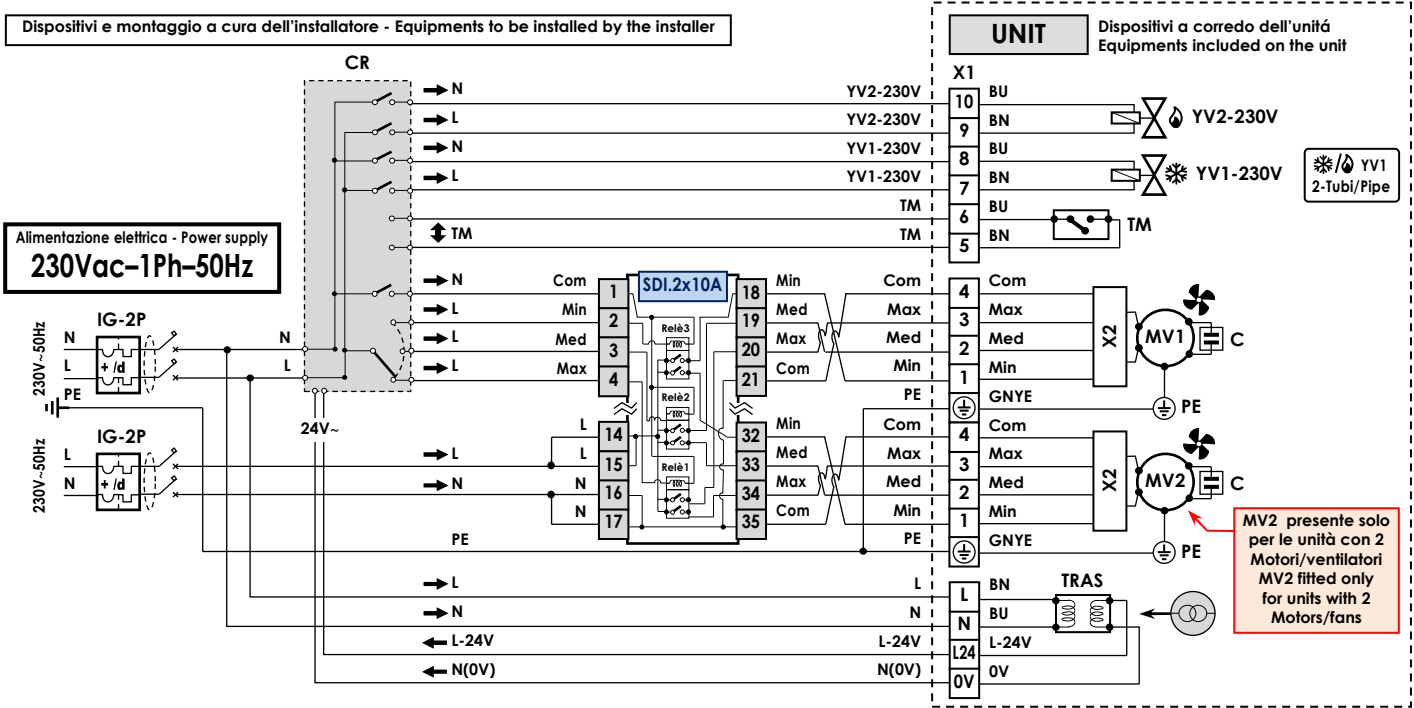 Dispositivi e montaggio a cura dell'installatore - Equipments to be installed by the installer
UNIT
Dispositivi a corredo dell'unitá
Equipments included on the unit
CR
X1
N
YV2-230V
10
BU
L
YV2-230V
9
BN
YV2-230V
N
YV1-230V
8
BU
L
YV1-230V
7
BN
YV1-230V
YV1
2-Tubi/Pipe
TM
6
BU
TM
TM
5
BN
TM
Alimentazione elettrica - Power supply
230Vac–1Ph–50Hz
N
Com
1
SDI.2x10A
18
Min
Com
4
Com
L
Min
2
19
Med
Max
3
Max
L
Med
3
20
Max
Med
2
Med
L
Max
4
21
Com
Min
1
Min
Relè3
Relè2
Relè1
X2
MV1
C
PE
GNYE
PE
IG-2P
230V~50Hz
N
L
+ /d
PE
N
L
24V~
IG-2P
230V~50Hz
L
N
+ /d
L
14
32
Min
Com
4
Com
L
L
15
33
Med
Max
3
Max
N
N
16
34
Max
Med
2
Med
N
17
35
Com
Min
1
Min
X2
MV2
C
PE
PE
GNYE
PE
MV2 presente solo
per le unità con 2
Motori/ventilatori
MV2 fitted only
for units with 2
Motors/fans
L
L
L
BN
TRAS
N
N
N
BU
L-24V
L-24V
L24
L-24V
N(0V)
N(0V)
0V
0V